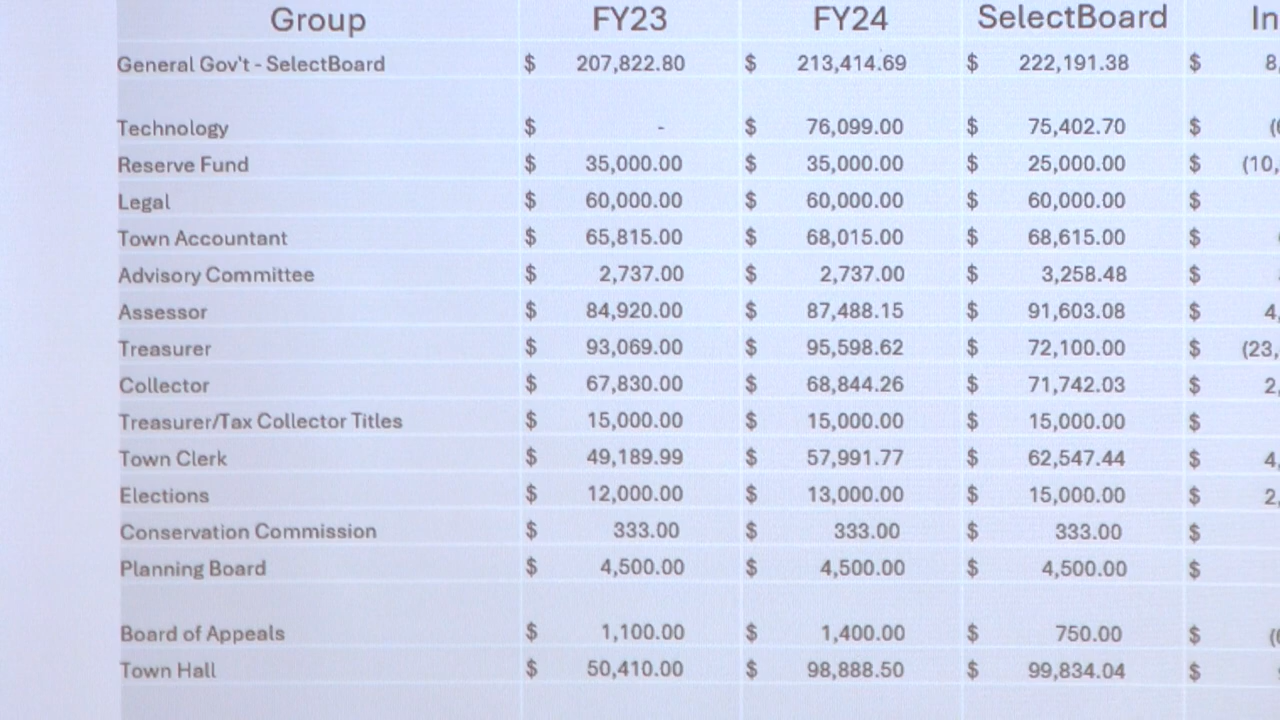 Group FY23 FY24 SelectBoard In
General Gov't - SelectBoard $ 207,822.80 $ 213,414.69 $ 222,191.38 $ 8,
Technology $ - $ 76,099.00 $ 75,402.70 $ (
Reserve Fund $ 35,000.00 $ 35,000.00 $ 25,000.00 $ (10,
Legal $ 60,000.00 $ 60,000.00 $ 60,000.00 $
Town Accountant $ 65,815.00 $ 68,015.00 $ 68,615.00 $
Advisory Committee $ 2,737.00 $ 2,737.00 $ 3,258.48 $
Assessor $ 84,920.00 $ 87,488.15 $ 91,603.08 $ 4,
Treasurer $ 93,069.00 $ 95,598.62 $ 72,100.00 $ (23,
Collector $ 67,830.00 $ 68,844.26 $ 71,742.03 $ 2,
Treasurer/Tax Collector Titles $ 15,000.00 $ 15,000.00 $ 15,000.00 $
Town Clerk $ 49,189.99 $ 57,991.77 $ 62,547.44 $ 4,
Elections $ 12,000.00 $ 13,000.00 $ 15,000.00 $ 2,
Conservation Commission $ 333.00 $ 333.00 $ 333.00 $
Planning Board $ 4,500.00 $ 4,500.00 $ 4,500.00 $
Board of Appeals $ 1,100.00 $ 1,400.00 $ 750.00 $ (
Town Hall $ 50,410.00 $ 98,888.50 $ 99,834.04 $